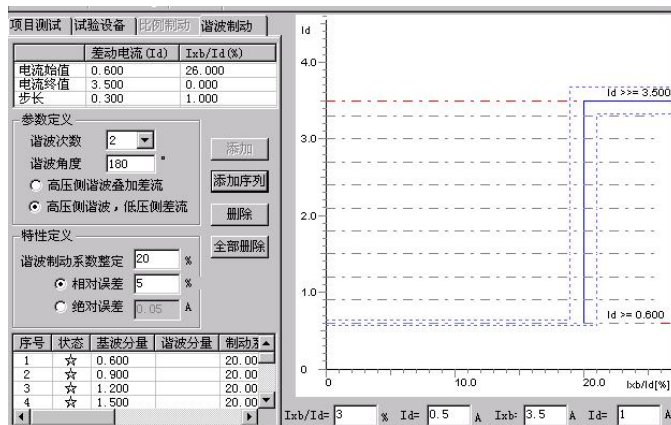 项目测试 试验设备 比例制动 谐波制动
差动电流(Id) Ixb/Id(%)
电流始值 0.600 26.000
电流终值 3.500 0.000
步长 0.300 1.000
参数定义
谐波次数 2
谐波角度 180 °
高压侧谐波叠加差流
高压侧谐波，低压侧差流
添加
添加序列
删除
全部删除
特性定义
谐波制动系数整定 20 %
相对误差 5 %
绝对误差 0.05 A
序号 状态 基波分量 谐波分量 制动系
1 ☆ 0.600 20.00
2 ☆ 0.900 20.00
3 ☆ 1.200 20.00
4 ☆ 1.500 20.00
Id
4.0
3.0
2.0
1.0
0
Id >>= 3.500
Id >= 0.600
0 10.0 20.0
Ixb/Id[%]
Ixb/Id= 3 % Id= 0.5 A Ixb= 3.5 A Id= 1 A